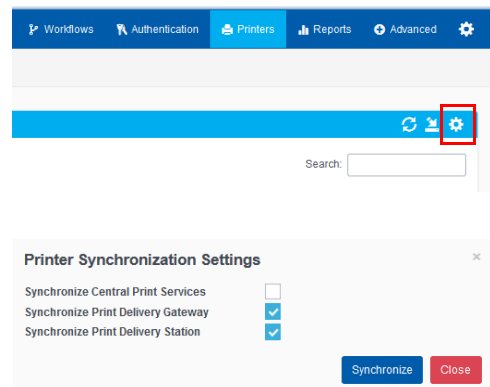 Workflows Authentication Printers Reports Advanced
Search:
Printer Synchronization Settings ×
Synchronize Central Print Services
Synchronize Print Delivery Gateway
Synchronize Print Delivery Station
Synchronize Close